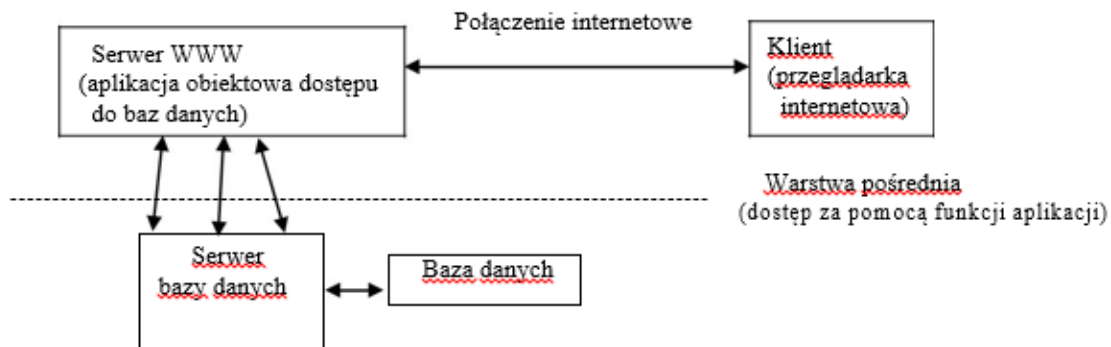 Połączenie internetowe
Serwer WWW
(aplikacja obiektowa dostępu
do baz danych)
Klient
(przeglądarka
internetowa)
Warstwa pośrednia
(dostęp za pomocą funkcji aplikacji)
Serwer
bazy danych
Baza danych